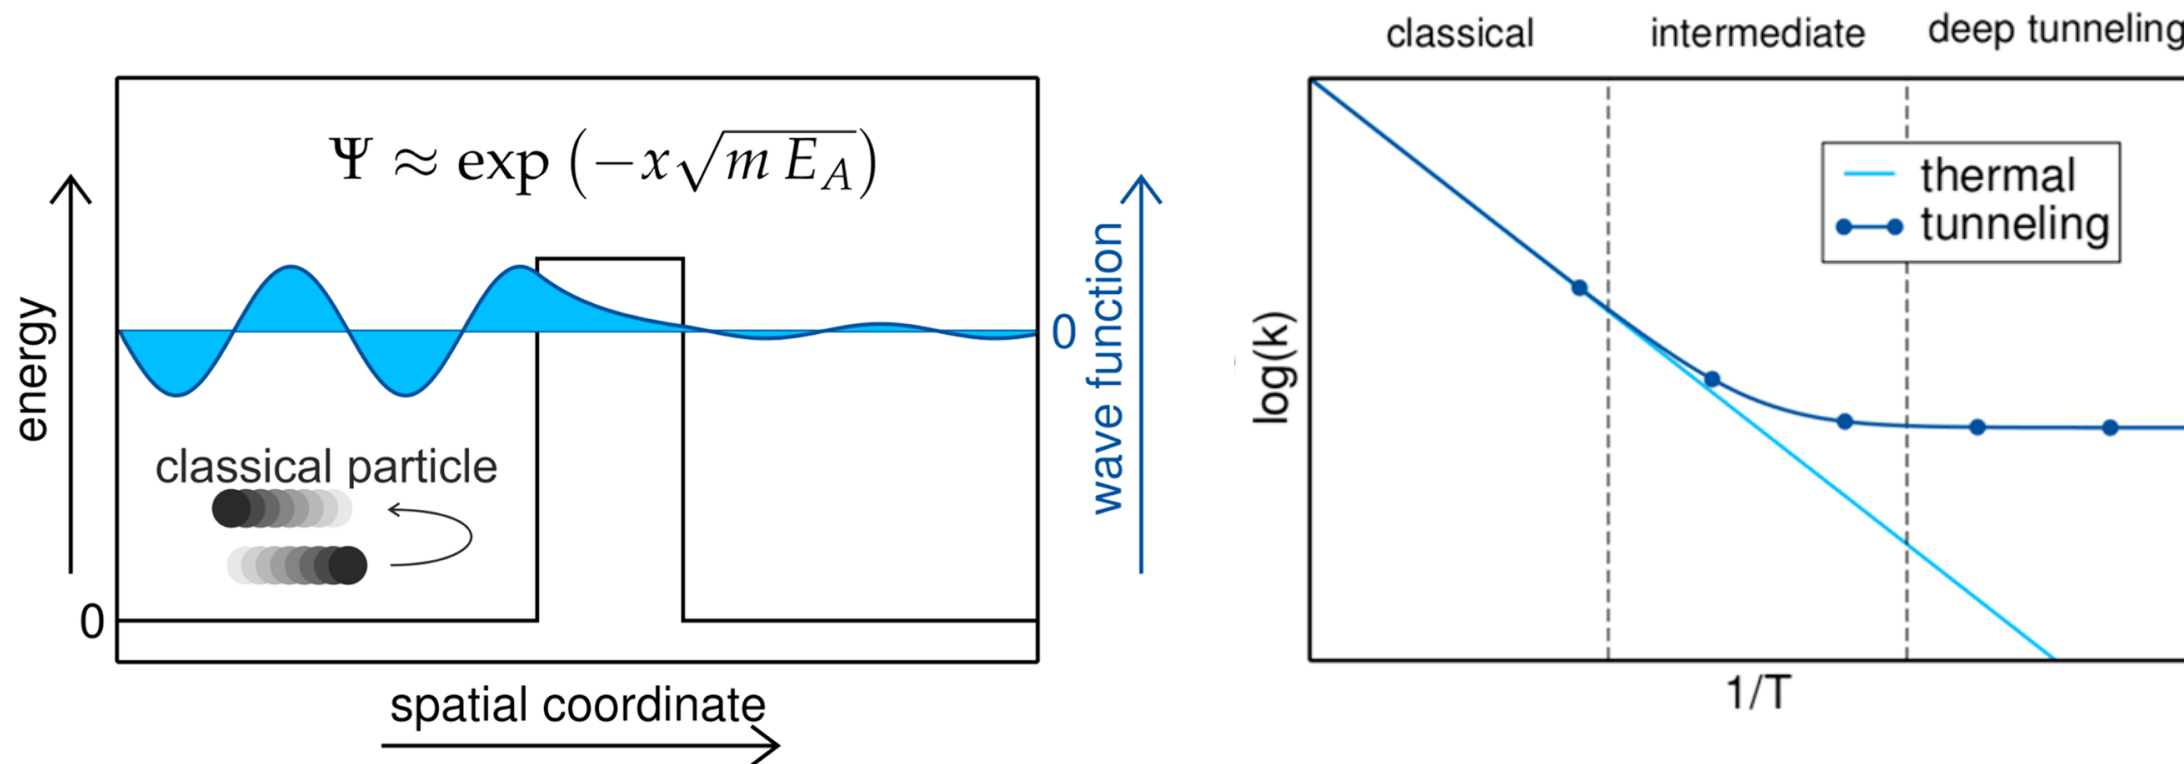 Ψ ≈ exp (−x√m E_A)
energy
0
classical particle
0
wave function
spatial coordinate
classical intermediate deep tunneling
thermal
tunneling
log(k)
1/T